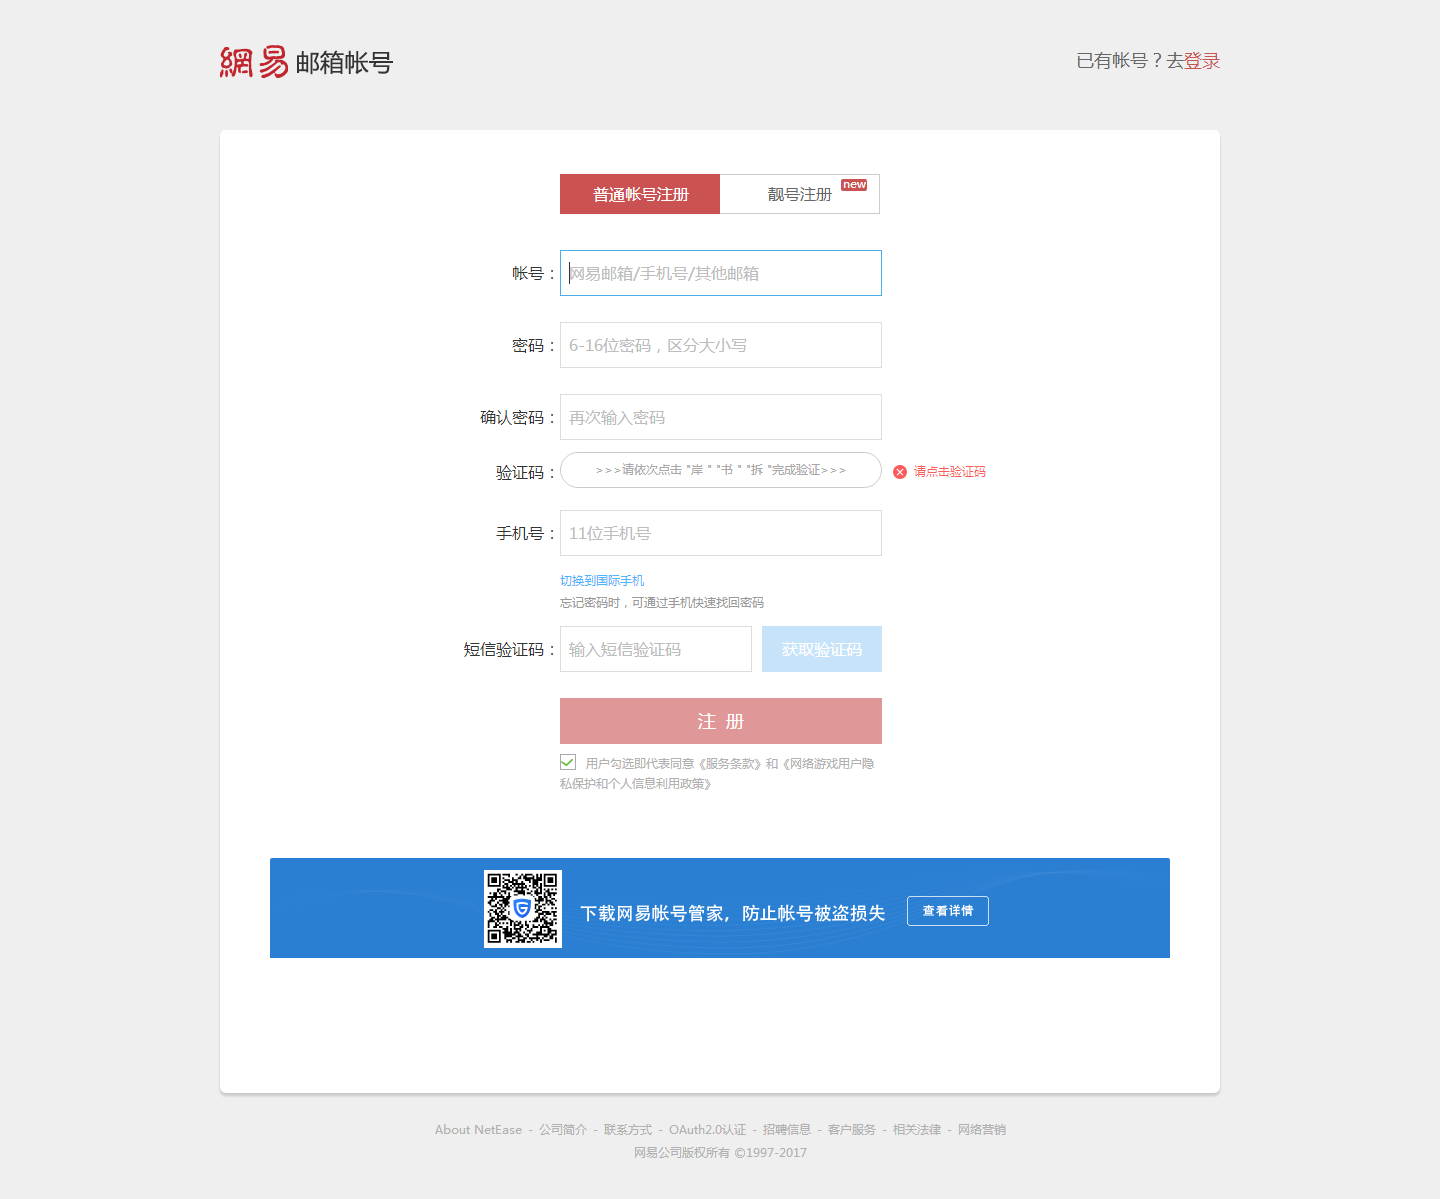 網易 邮箱帐号
已有帐号？去登录
普通帐号注册
靓号注册
new
帐号：
网易邮箱/手机号/其他邮箱
密码：
6-16位密码，区分大小写
确认密码：
再次输入密码
验证码：
>>>请依次点击 "岸 " "书 " "拆 "完成验证>>>
请点击验证码
手机号：
11位手机号
切换到国际手机
忘记密码时，可通过手机快速找回密码
短信验证码：
输入短信验证码
获取验证码
注 册
用户勾选即代表同意《服务条款》和《网络游戏用户隐
私保护和个人信息利用政策》
下载网易帐号管家，防止帐号被盗损失
查看详情
About NetEase - 公司简介 - 联系方式 - OAuth2.0认证 - 招聘信息 - 客户服务 - 相关法律 - 网络营销
网易公司版权所有 ©1997-2017